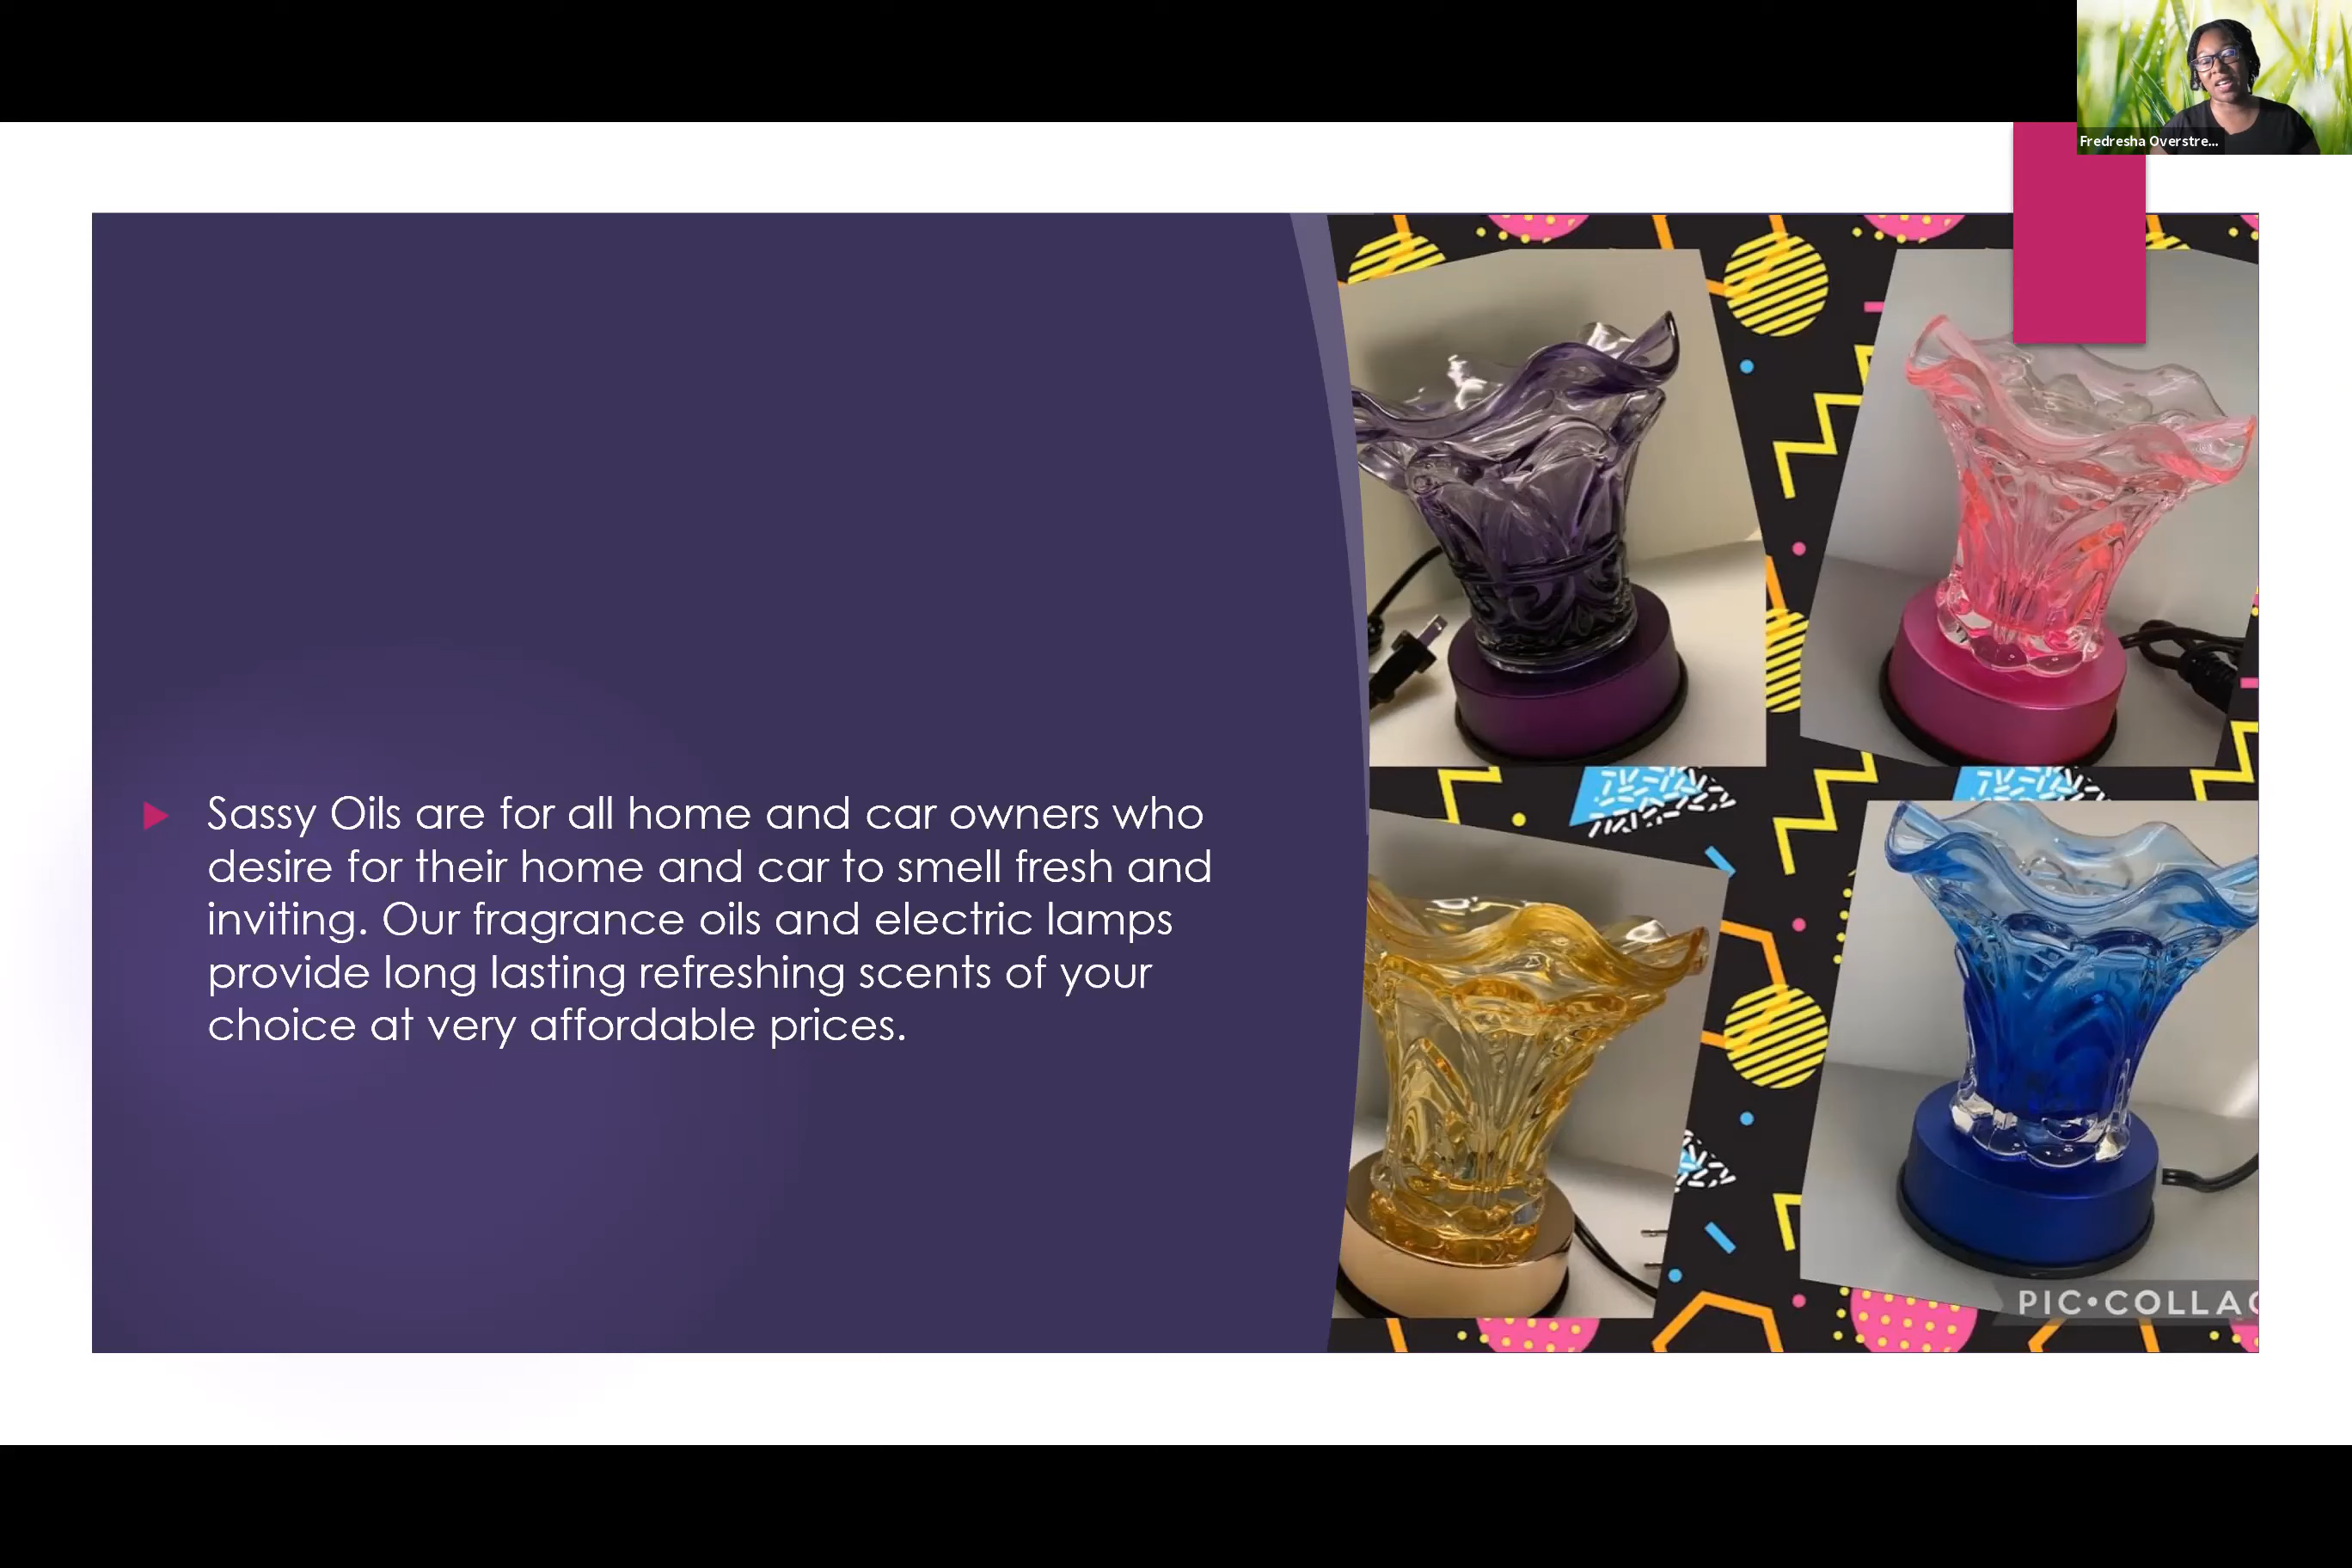 Fredresha Overstre...
Sassy Oils are for all home and car owners who
desire for their home and car to smell fresh and
inviting. Our fragrance oils and electric lamps
provide long lasting refreshing scents of your
choice at very affordable prices.
PIC•COLLAG